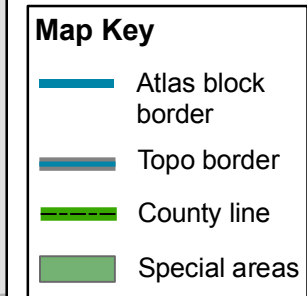 Map Key
Atlas block
border
Topo border
County line
Special areas